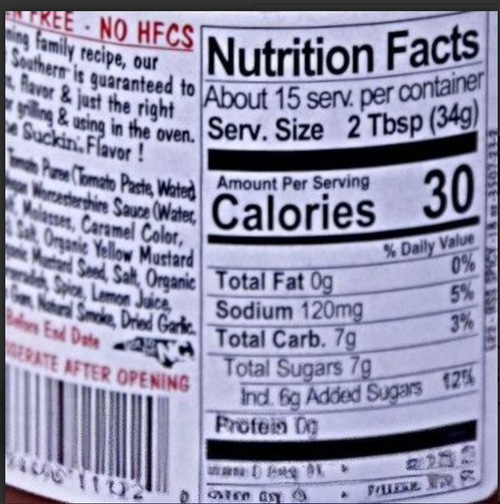 FREE - NO HFCS
family recipe, our
Southern is guaranteed to
flavor & just the right
grilling & using in the oven.
Suckin' Flavor !
Tomato Puree (Tomato Paste, Water)
Worcestershire Sauce (Water,
Molasses, Caramel Color,
Salt, Organic Yellow Mustard
Mustard Seed, Salt, Organic
Spice, Lemon Juice,
Gum, Natural Smoke, Dried Garlic.
Before End Date
AFTER OPENING
Nutrition Facts
About 15 serv. per container
Serv. Size 2 Tbsp (34g)
Amount Per Serving
Calories 30
% Daily Value
Total Fat 0g 0%
Sodium 120mg 5%
Total Carb. 7g 3%
Total Sugars 7g
Incl. 6g Added Sugars 12%
Protein 0g